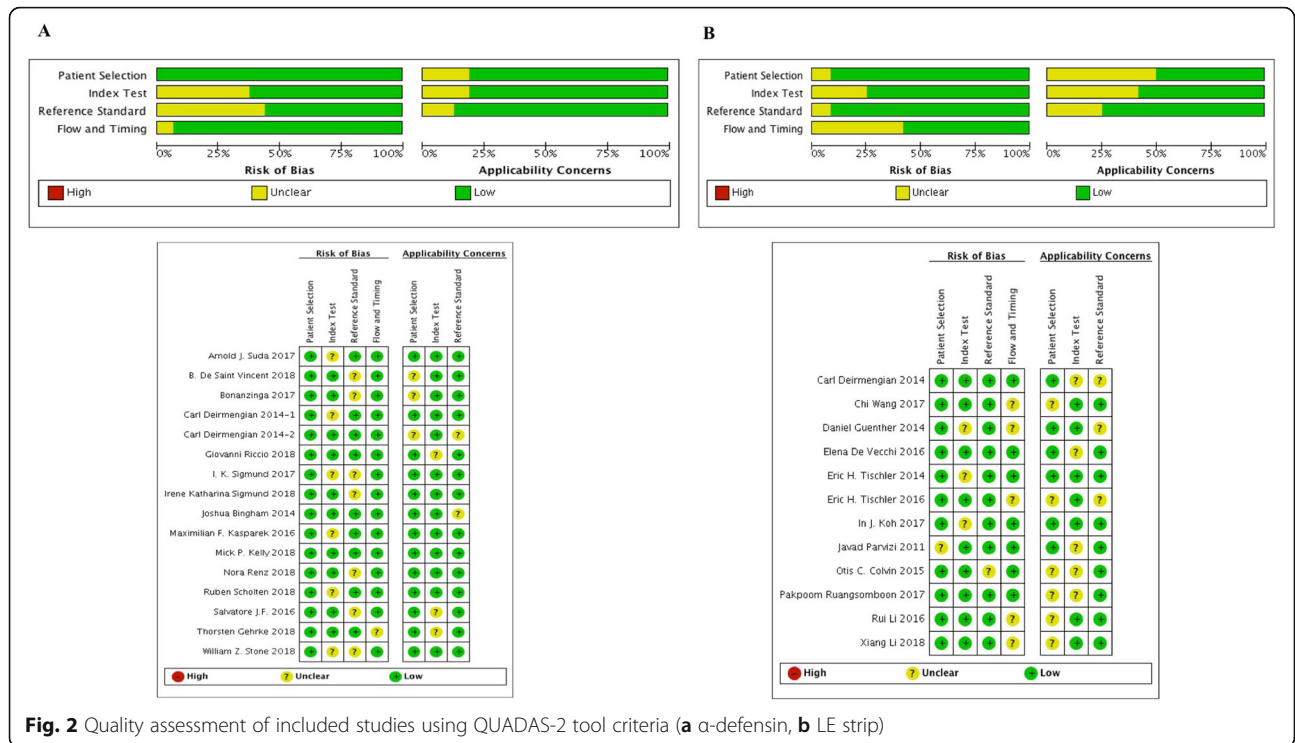 A
Patient Selection
Index Test
Reference Standard
Flow and Timing
0% 25% 50% 75% 100% 0% 25% 50% 75% 100%
Risk of Bias Applicability Concerns
High Unclear Low
B
Patient Selection
Index Test
Reference Standard
Flow and Timing
0% 25% 50% 75% 100% 0% 25% 50% 75% 100%
Risk of Bias Applicability Concerns
High Unclear Low
Risk of Bias Applicability Concerns
Patient Selection
Index Test
Reference Standard
Flow and Timing
Patient Selection
Index Test
Reference Standard
Arnold J. Suda 2017 + ? + + + + +
B. De Saint Vincent 2018 + + ? + ? + +
Bonanzinga 2017 + + ? + ? + +
Carl Deirmengian 2014-1 + ? + + + + +
Carl Deirmengian 2014-2 + + + + ? + ?
Giovanni Riccio 2018 + + + + + ? +
I. K. Sigmund 2017 + ? ? + + + +
Irene Katharina Sigmund 2018 + + ? + + + +
Joshua Bingham 2014 + + + + + + ?
Maximilian F. Kasparek 2016 + ? + + + + +
Mick P. Kelly 2018 + + + + + + +
Nora Renz 2018 + + ? + + + +
Ruben Scholten 2018 + ? + + + + +
Salvatore J.F. 2016 + + ? + + ? +
Thorsten Gehrke 2018 + + + ? + ? +
William Z. Stone 2018 + ? ? + + + +
- High ? Unclear + Low
Risk of Bias Applicability Concerns
Patient Selection
Index Test
Reference Standard
Flow and Timing
Patient Selection
Index Test
Reference Standard
Carl Deirmengian 2014 + + + + + ? ?
Chi Wang 2017 + + + ? ? + +
Daniel Guenther 2014 + ? + ? + + ?
Elena De Vecchi 2016 + + + + + ? +
Eric H. Tischler 2014 + ? + + + + +
Eric H. Tischler 2016 + + + ? ? + ?
In J. Koh 2017 + ? + + + + +
Javad Parvizi 2011 ? + + + + ? +
Otis C. Colvin 2015 + + ? + ? ? +
Pakpoom Ruangsomboon 2017 + + + + ? ? +
Rui Li 2016 + + + ? ? + +
Xiang Li 2018 + + + ? ? + +
- High ? Unclear + Low
Fig. 2 Quality assessment of included studies using QUADAS-2 tool criteria (a α-defensin, b LE strip)